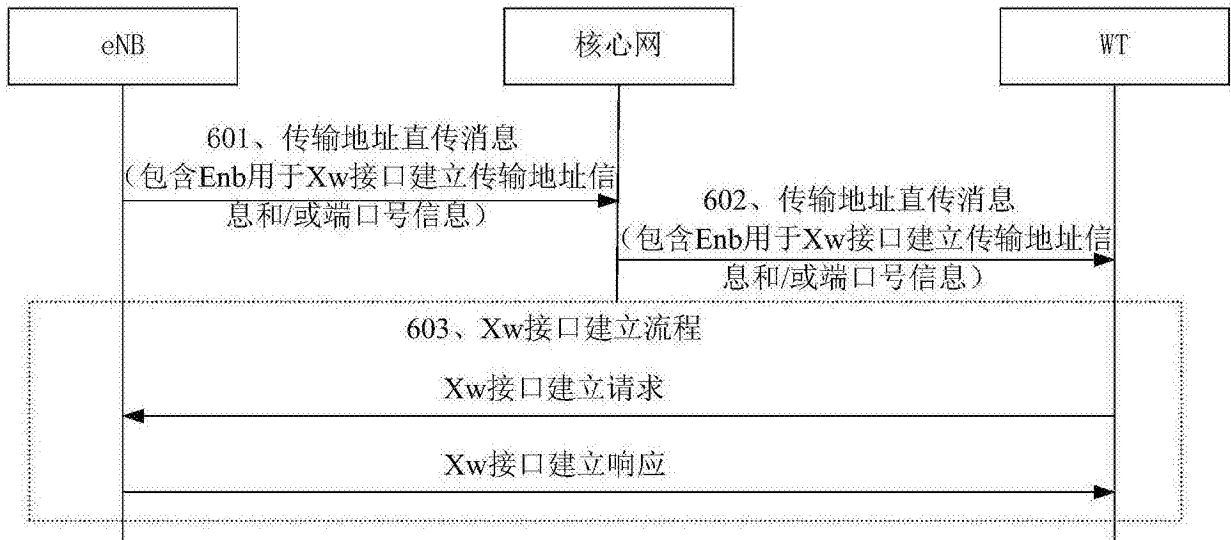 eNB
核心网
WT
601、传输地址直传消息
（包含Enb用于Xw接口建立传输地址信
息和/或端口号信息）
602、传输地址直传消息
（包含Enb用于Xw接口建立传输地址信
息和/或端口号信息）
603、Xw接口建立流程
Xw接口建立请求
Xw接口建立响应